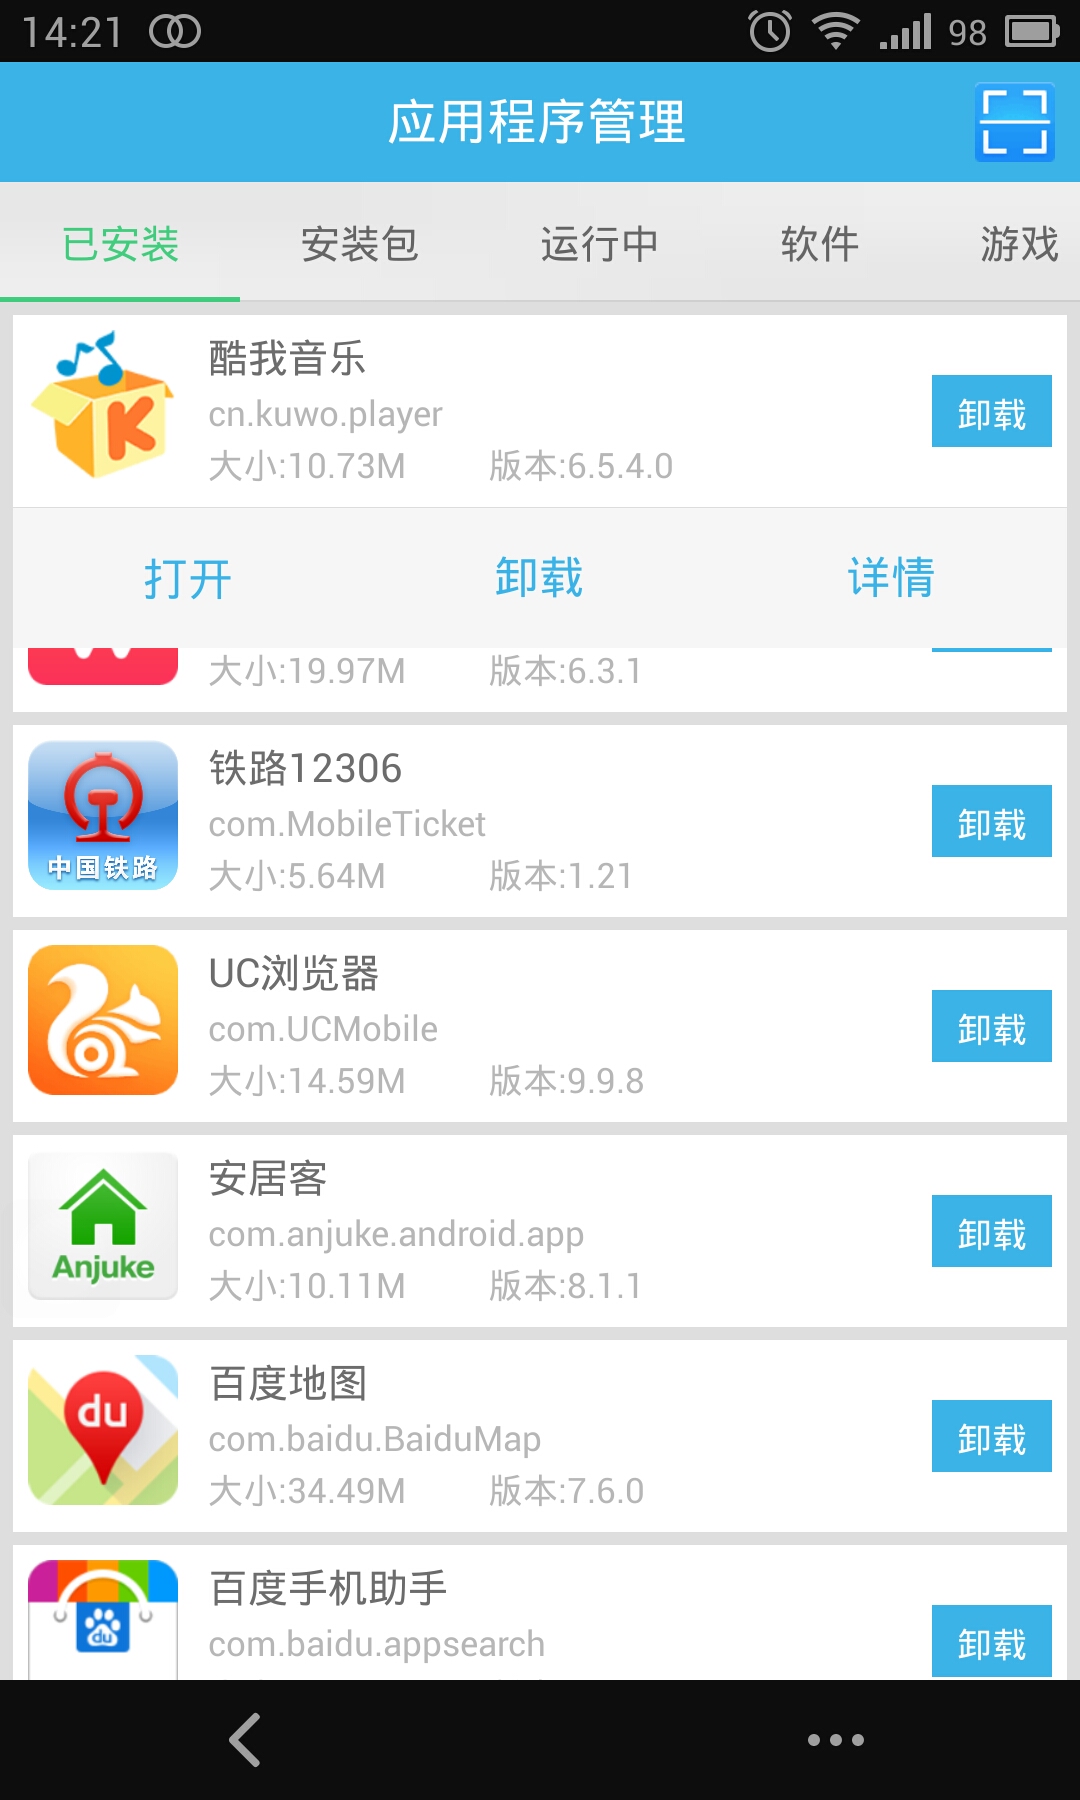 14:21
98
应用程序管理
已安装 安装包 运行中 软件 游戏
K
酷我音乐
cn.kuwo.player
大小:10.73M 版本:6.5.4.0
卸载
打开 卸载 详情
大小:19.97M 版本:6.3.1
中国铁路
铁路12306
com.MobileTicket
大小:5.64M 版本:1.21
卸载
UC浏览器
com.UCMobile
大小:14.59M 版本:9.9.8
卸载
Anjuke
安居客
com.anjuke.android.app
大小:10.11M 版本:8.1.1
卸载
du
百度地图
com.baidu.BaiduMap
大小:34.49M 版本:7.6.0
卸载
du
百度手机助手
com.baidu.appsearch
卸载